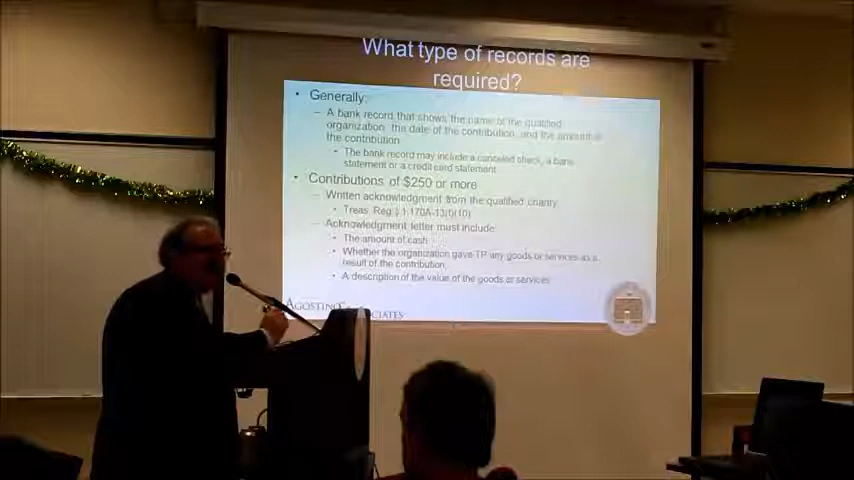 What type of records are
required?
• Generally:
– A bank record that shows the name of the qualified
organization, the date of the contribution, and the amount of
the contribution
• The bank record may include a canceled check, a bank
statement or a credit card statement
• Contributions of $250 or more
– Written acknowledgment from the qualified charity
• Treas. Reg.
– Acknowledgment letter must include:
• The amount of cash
• Whether the organization gave TP any goods or services as a
result of the contribution
• A description of the value of the goods or services
AGOSTINO
CIATES